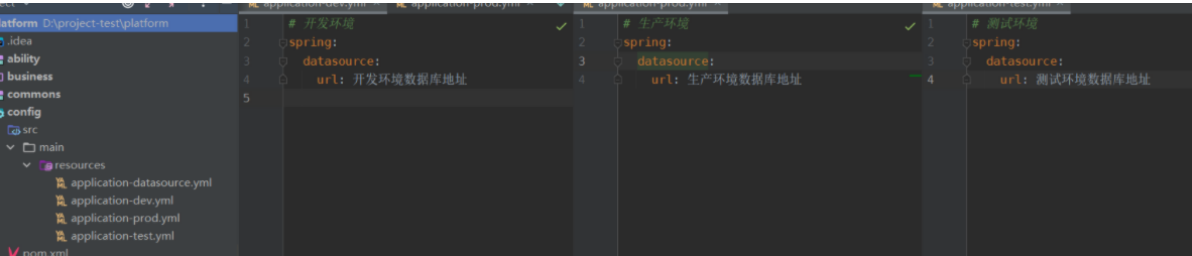 platform D:\project-test\platform
.idea
ability
business
commons
config
src
main
resources
application-datasource.yml
application-dev.yml
application-prod.yml
application-test.yml
pom.xml
application-dev.yml
application-prod.yml
1 # 开发环境
2 spring:
3 datasource:
4 url: 开发环境数据库地址
5
application-prod.yml
1 # 生产环境
2 spring:
3 datasource:
4 url: 生产环境数据库地址
application-test.yml
1 # 测试环境
2 spring:
3 datasource:
4 url: 测试环境数据库地址